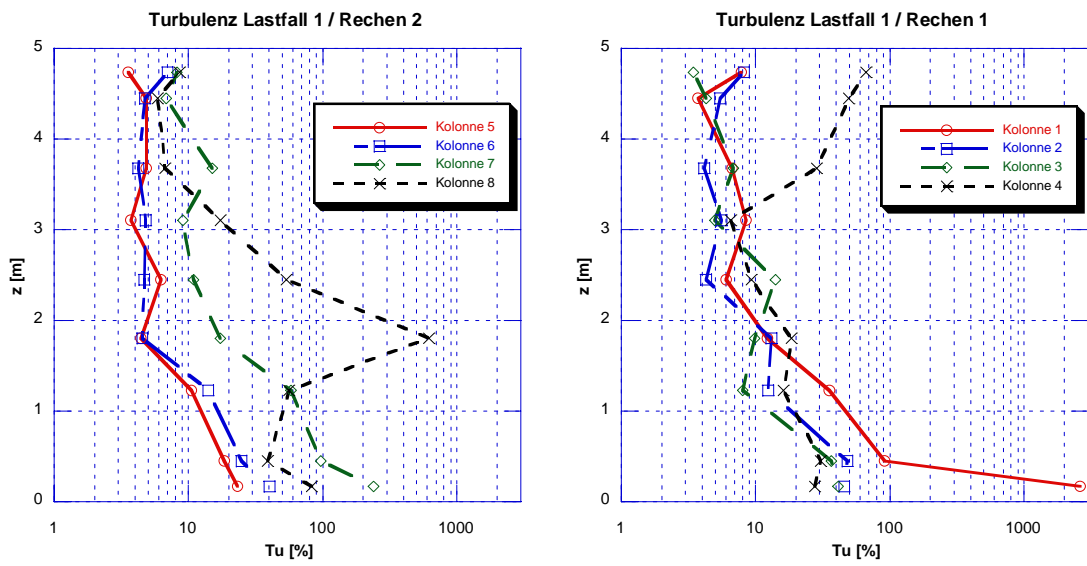 Turbulenz Lastfall 1 / Rechen 2
5
4
3
2
1
0
z [m]
1
10
100
1000
Tu [%]
Kolonne 5
Kolonne 6
Kolonne 7
Kolonne 8
Turbulenz Lastfall 1 / Rechen 1
5
4
3
2
1
0
z [m]
1
10
100
1000
Tu [%]
Kolonne 1
Kolonne 2
Kolonne 3
Kolonne 4